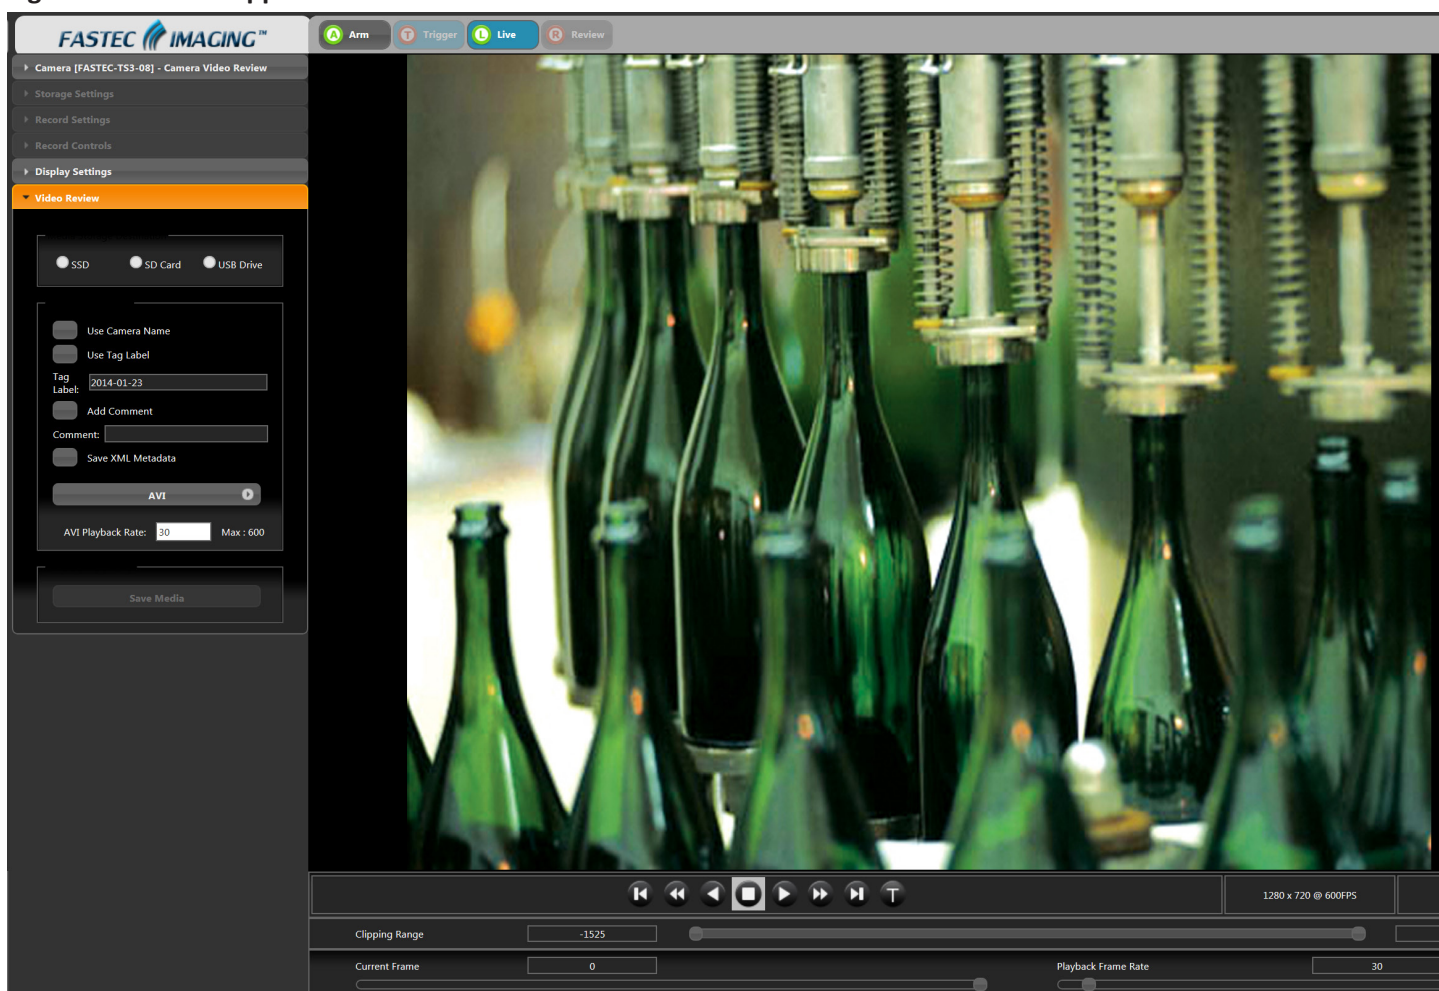 FASTEC IMAGING™
A Arm
T Trigger
L Live
R Review
Camera [FASTEC-TS3-08] - Camera Video Review
Storage Settings
Record Settings
Record Controls
Display Settings
Video Review
SSD
SD Card
USB Drive
Use Camera Name
Use Tag Label
Tag
Label:
2014-01-23
Add Comment
Comment:
Save XML Metadata
AVI
AVI Playback Rate: 30 Max : 600
Save Media
T
1280 x 720 @ 600FPS
Clipping Range -1525
Current Frame 0
Playback Frame Rate 30